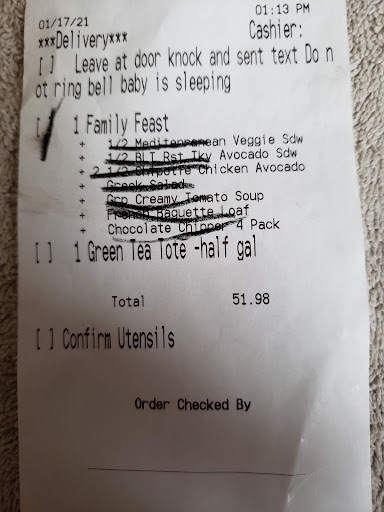 01/17/21 01:13 PM
***Delivery*** Cashier:
[ ] Leave at door knock and sent text Do n
ot ring bell baby is sleeping
[ ] 1 Family Feast
+ 1/2 Mediterranean Veggie Sdw
+ 1/2 BLT Rst Tky Avocado Sdw
+ 2 1/2 Chipotle Chicken Avocado
+ Greek Salad
+ Grp Creamy Tomato Soup
+ French Baguette Loaf
+ Chocolate Chipper 4 Pack
[ ] 1 Green Tea Tote -half gal
Total 51.98
[ ] Confirm Utensils
Order Checked By